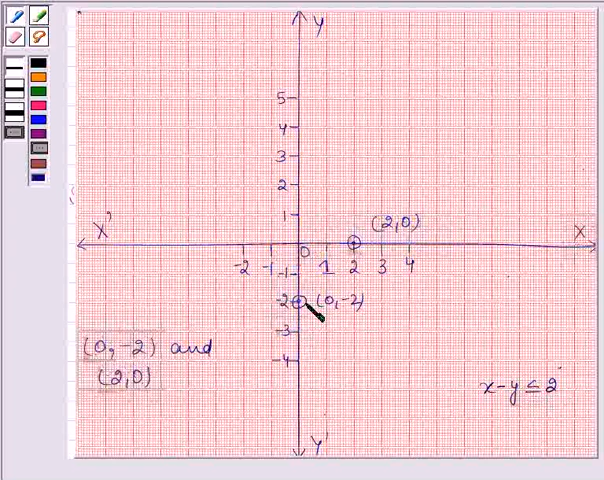 Y
5
4
3
2
1
(2,0)
X' X
0
-2 -1 1 2 3 4
-1
-2 (0,-2)
-3
(0,-2) and
-4
(2,0)
x-y ≤ 2
Y'